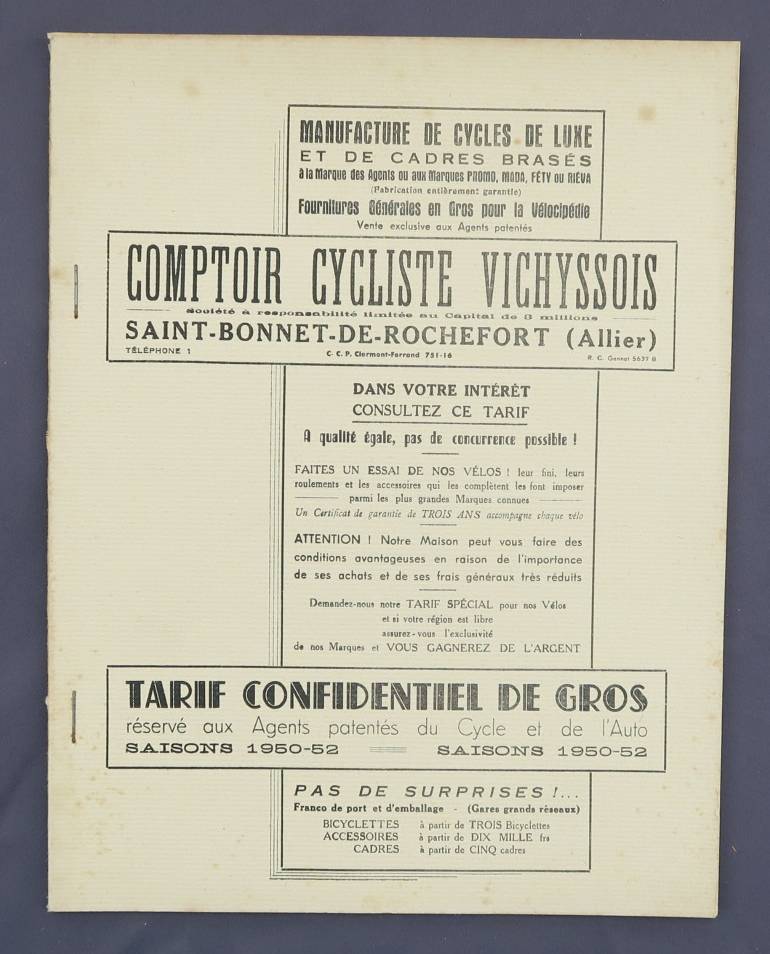 MANUFACTURE DE CYCLES DE LUXE
ET DE CADRES BRASÉS
à la Marque des Agents ou aux Marques PROMO, MADA, FÉTY ou RIÉVA
(Fabrication entièrement garantie)
Fournitures Générales en Gros pour la Vélocipédie
Vente exclusive aux Agents patentés
COMPTOIR CYCLISTE VICHYSSOIS
Société à responsabilité limitée au Capital de 3 millions
SAINT-BONNET-DE-ROCHEFORT (Allier)
TÉLÉPHONE 1 C. C. P. Clermont-Ferrand 751-16 R. C. Gannat 5637 B
DANS VOTRE INTÉRÊT
CONSULTEZ CE TARIF
A qualité égale, pas de concurrence possible !
FAITES UN ESSAI DE NOS VÉLOS ! leur fini, leurs
roulements et les accessoires qui les complètent les font imposer
parmi les plus grandes Marques connues
Un Certificat de garantie de TROIS ANS accompagne chaque vélo
ATTENTION ! Notre Maison peut vous faire des
conditions avantageuses en raison de l'importance
de ses achats et de ses frais généraux très réduits
Demandez-nous notre TARIF SPÉCIAL pour nos Vélos
et si votre région est libre
assurez-vous l'exclusivité
de nos Marques et VOUS GAGNEREZ DE L'ARGENT
TARIF CONFIDENTIEL DE GROS
réservé aux Agents patentés du Cycle et de l'Auto
SAISONS 1950-52 SAISONS 1950-52
PAS DE SURPRISES !...
Franco de port et d'emballage - (Gares grands réseaux)
BICYCLETTES à partir de TROIS Bicyclettes
ACCESSOIRES à partir de DIX MILLE frs
CADRES à partir de CINQ cadres